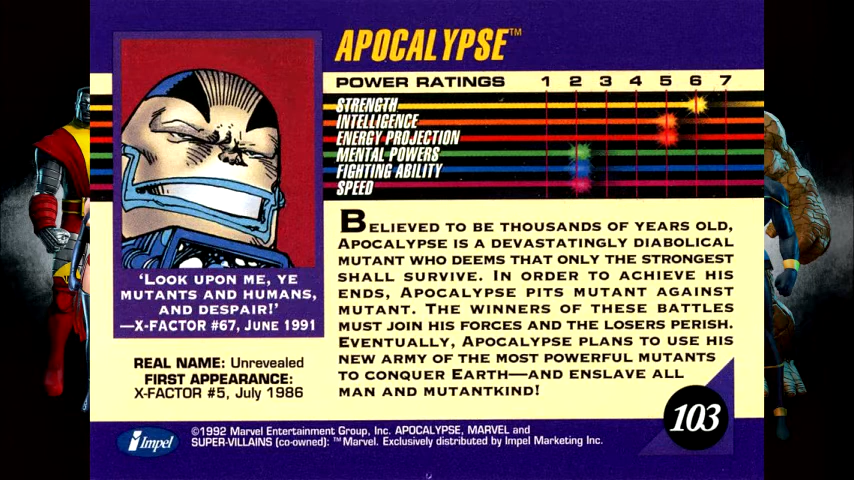 APOCALYPSE™
POWER RATINGS 1 2 3 4 5 6 7
STRENGTH
INTELLIGENCE
ENERGY PROJECTION
MENTAL POWERS
FIGHTING ABILITY
SPEED
'LOOK UPON ME, YE
MUTANTS AND HUMANS,
AND DESPAIR!'
—X-FACTOR #67, JUNE 1991
REAL NAME: Unrevealed
FIRST APPEARANCE:
X-FACTOR #5, July 1986
BELIEVED TO BE THOUSANDS OF YEARS OLD,
APOCALYPSE IS A DEVASTATINGLY DIABOLICAL
MUTANT WHO DEEMS THAT ONLY THE STRONGEST
SHALL SURVIVE. IN ORDER TO ACHIEVE HIS
ENDS, APOCALYPSE PITS MUTANT AGAINST
MUTANT. THE WINNERS OF THESE BATTLES
MUST JOIN HIS FORCES AND THE LOSERS PERISH.
EVENTUALLY, APOCALYPSE PLANS TO USE HIS
NEW ARMY OF THE MOST POWERFUL MUTANTS
TO CONQUER EARTH—AND ENSLAVE ALL
MAN AND MUTANTKIND!
103
Impel
©1992 Marvel Entertainment Group, Inc. APOCALYPSE, MARVEL and
SUPER-VILLAINS (co-owned): ™Marvel. Exclusively distributed by Impel Marketing Inc.